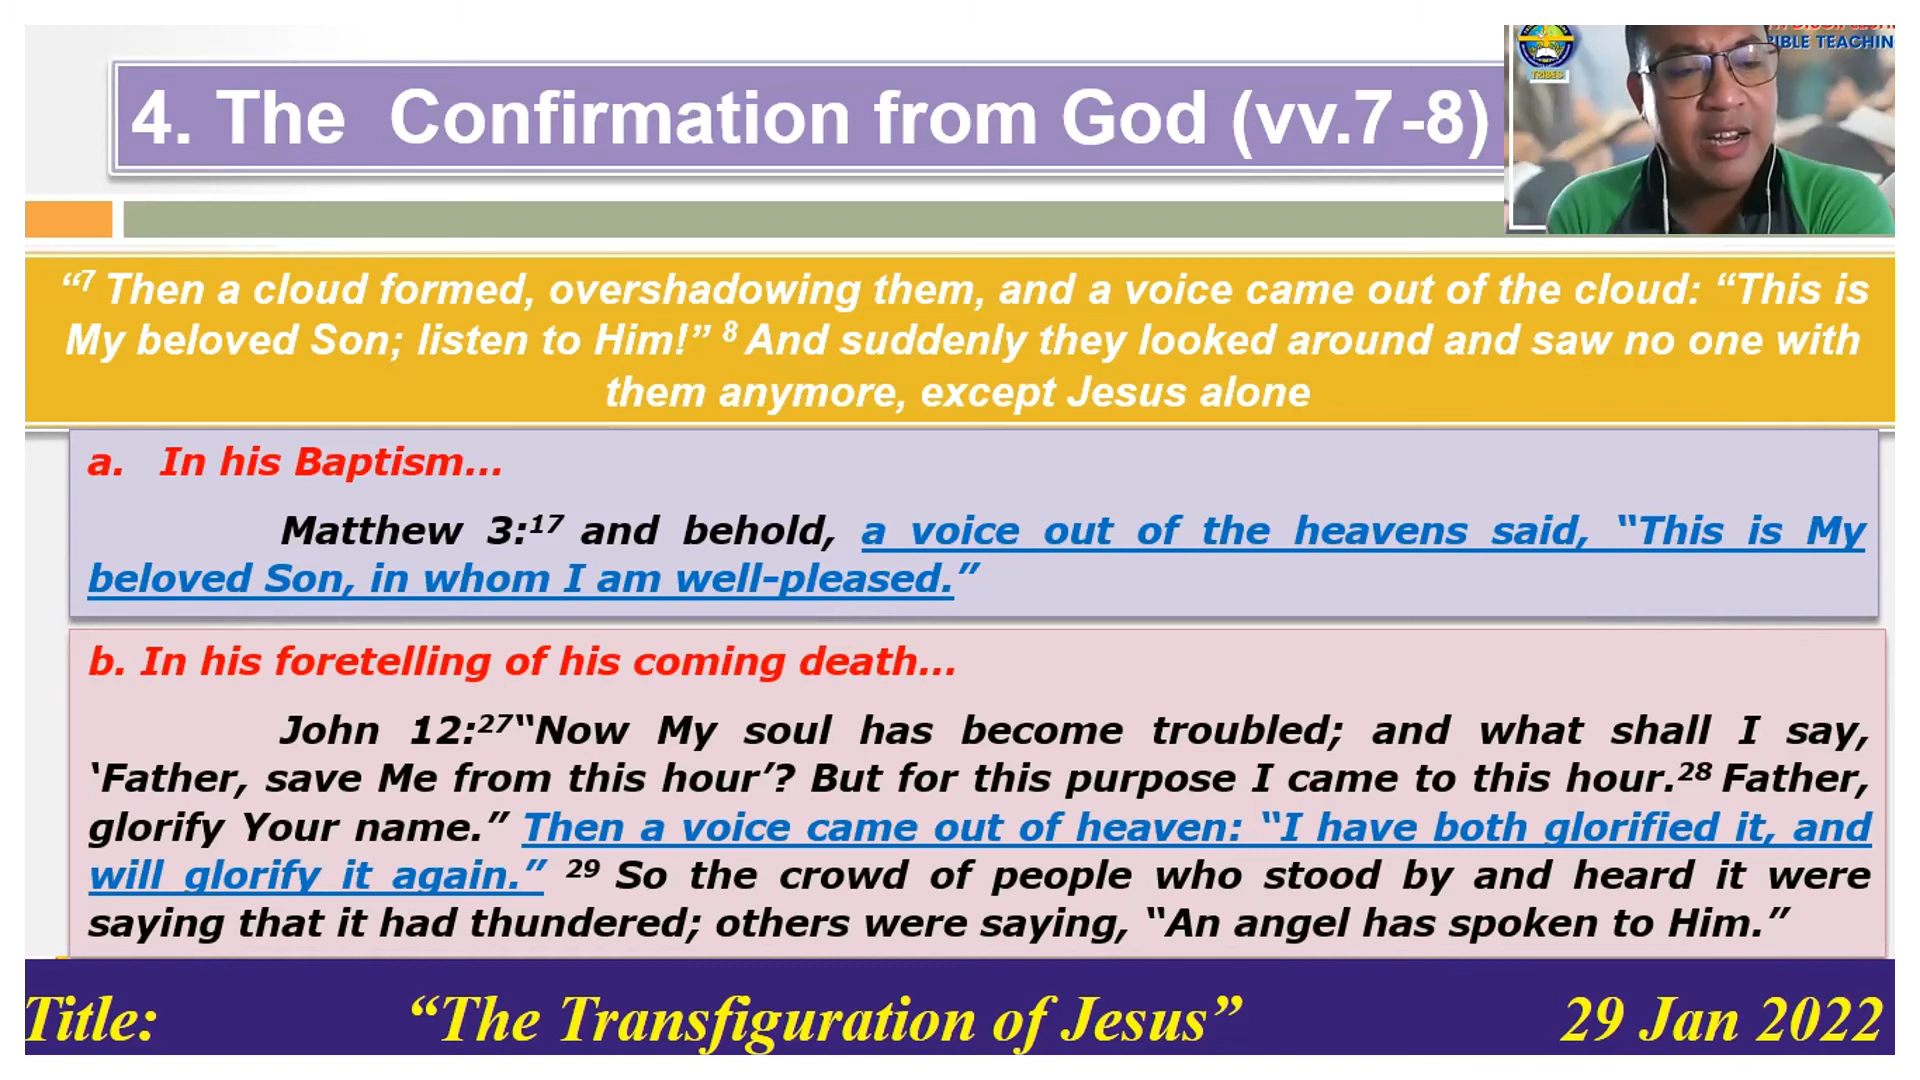 4. The Confirmation from God (vv.7-8)
TRIBES
BIBLE TEACHIN
“7 Then a cloud formed, overshadowing them, and a voice came out of the cloud: “This is
My beloved Son; listen to Him!” 8 And suddenly they looked around and saw no one with
them anymore, except Jesus alone
a. In his Baptism...
Matthew 3:17 and behold, a voice out of the heavens said, “This is My
beloved Son, in whom I am well-pleased.”
b. In his foretelling of his coming death...
John 12:27“Now My soul has become troubled; and what shall I say,
‘Father, save Me from this hour’? But for this purpose I came to this hour.28 Father,
glorify Your name.” Then a voice came out of heaven: “I have both glorified it, and
will glorify it again.” 29 So the crowd of people who stood by and heard it were
saying that it had thundered; others were saying, “An angel has spoken to Him.”
Title: “The Transfiguration of Jesus” 29 Jan 2022